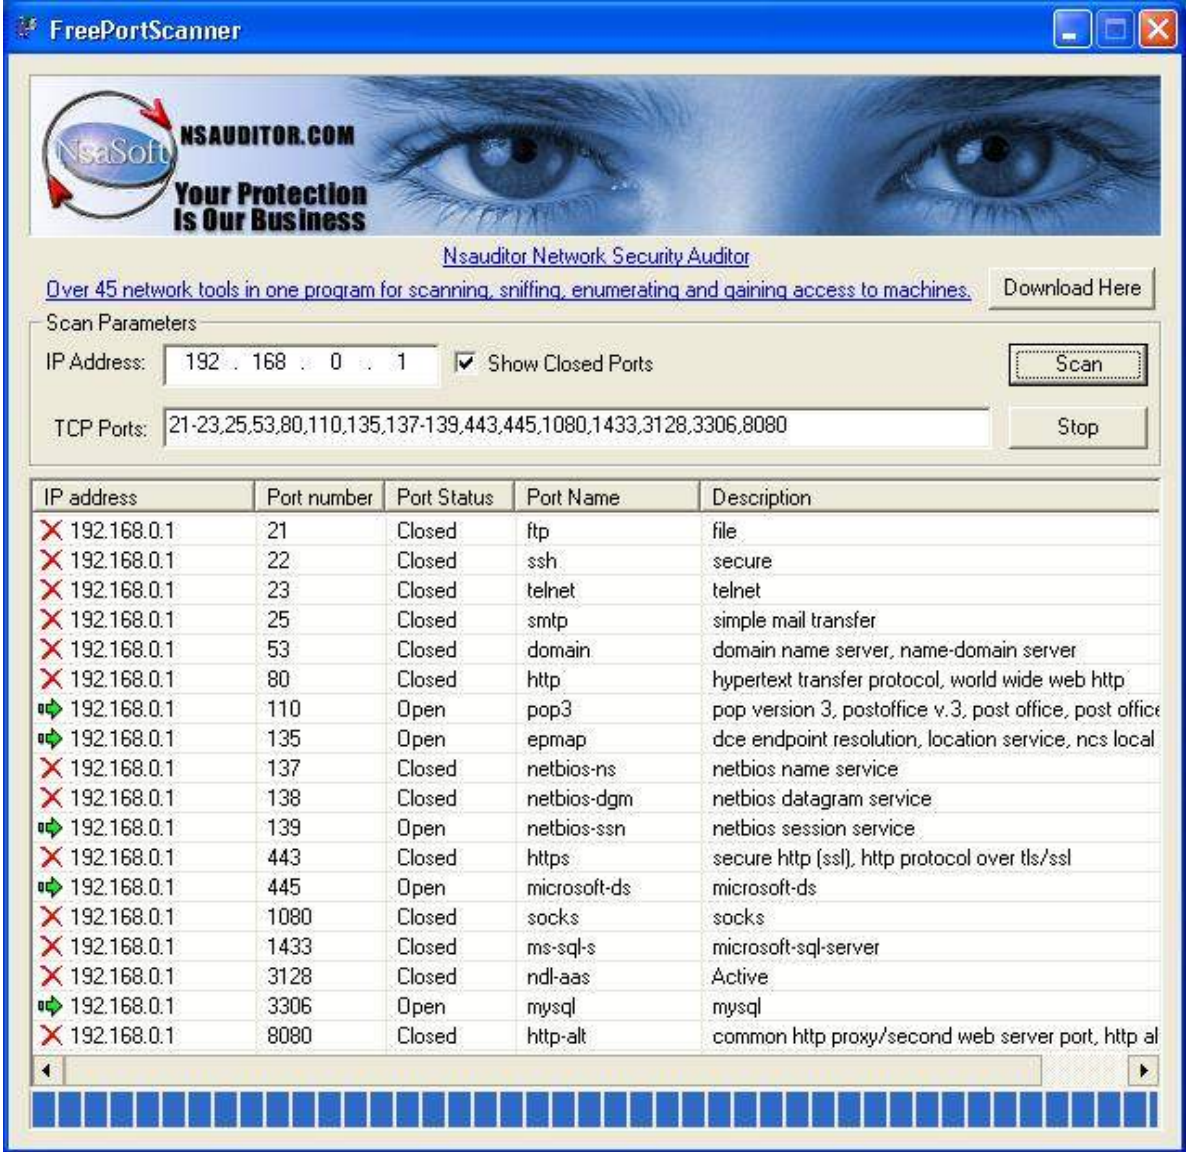 FreePortScanner
NsaSoft
NSAUDITOR.COM
Your Protection
Is Our Business
Nsauditor Network Security Auditor
Over 45 network tools in one program for scanning, sniffing, enumerating and gaining access to machines.
Download Here
Scan Parameters
IP Address: 192 . 168 . 0 . 1 Show Closed Ports Scan
TCP Ports: 21-23,25,53,80,110,135,137-139,443,445,1080,1433,3128,3306,8080 Stop
IP address Port number Port Status Port Name Description
192.168.0.1 21 Closed ftp file
192.168.0.1 22 Closed ssh secure
192.168.0.1 23 Closed telnet telnet
192.168.0.1 25 Closed smtp simple mail transfer
192.168.0.1 53 Closed domain domain name server, name-domain server
192.168.0.1 80 Closed http hypertext transfer protocol, world wide web http
192.168.0.1 110 Open pop3 pop version 3, postoffice v.3, post office, post office
192.168.0.1 135 Open epmap dce endpoint resolution, location service, ncs local
192.168.0.1 137 Closed netbios-ns netbios name service
192.168.0.1 138 Closed netbios-dgm netbios datagram service
192.168.0.1 139 Open netbios-ssn netbios session service
192.168.0.1 443 Closed https secure http (ssl), http protocol over tls/ssl
192.168.0.1 445 Open microsoft-ds microsoft-ds
192.168.0.1 1080 Closed socks socks
192.168.0.1 1433 Closed ms-sql-s microsoft-sql-server
192.168.0.1 3128 Closed ndl-aas Active
192.168.0.1 3306 Open mysql mysql
192.168.0.1 8080 Closed http-alt common http proxy/second web server port, http al